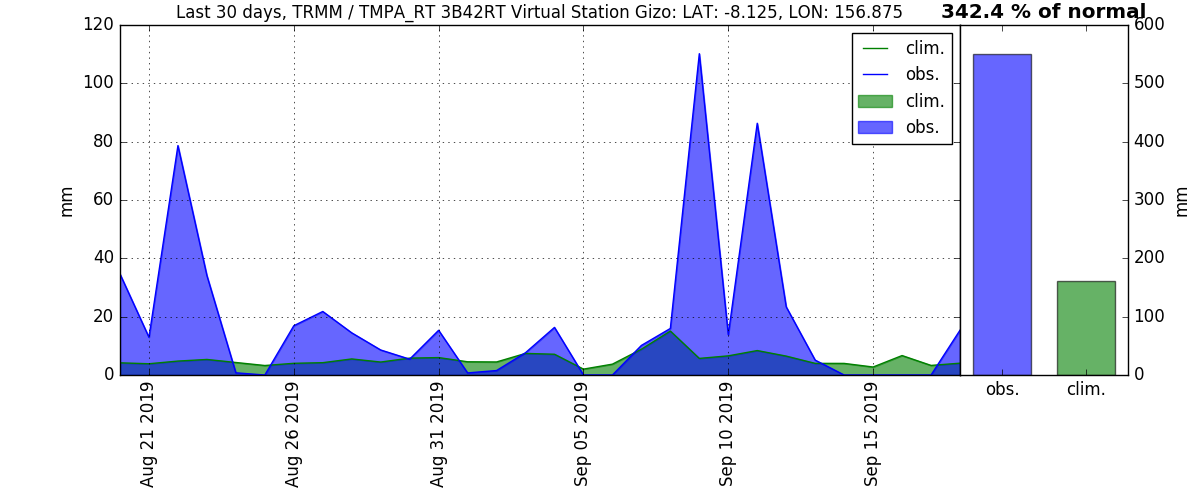 Last 30 days, TRMM / TMPA_RT 3B42RT Virtual Station Gizo: LAT: -8.125, LON: 156.875
342.4 % of normal
120
100
80
60
40
20
0
mm
clim.
obs.
clim.
obs.
600
500
400
300
200
100
0
mm
Aug 21 2019
Aug 26 2019
Aug 31 2019
Sep 05 2019
Sep 10 2019
Sep 15 2019
obs.
clim.